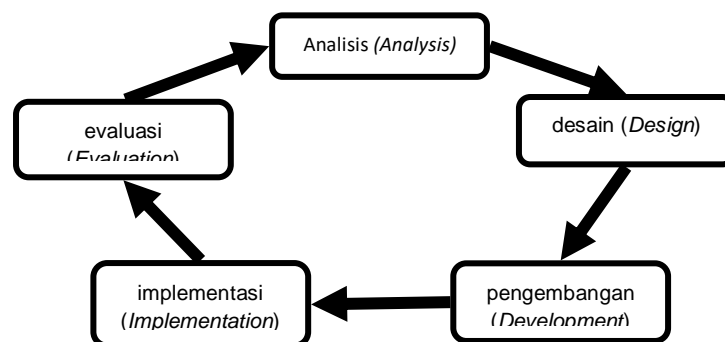 Analisis (Analysis)
desain (Design)
pengembangan
(Development)
implementasi
(Implementation)
evaluasi
(Evaluation)